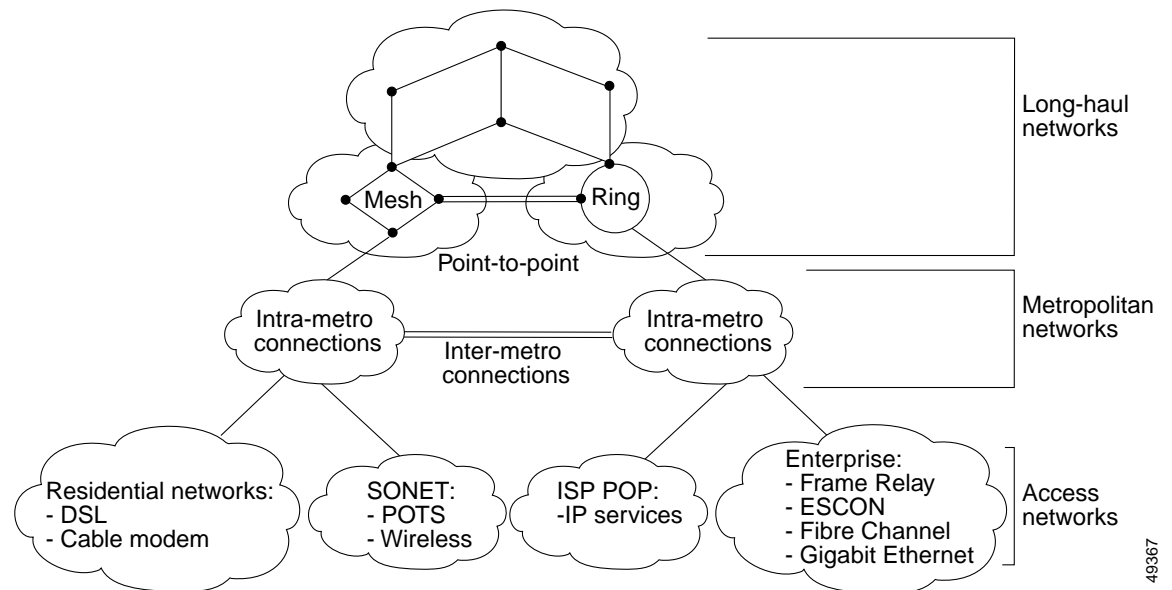 Long-haul
networks
Mesh
Ring
Point-to-point
Intra-metro
connections
Inter-metro
connections
Intra-metro
connections
Metropolitan
networks
Residential networks:
- DSL
- Cable modem
SONET:
- POTS
- Wireless
ISP POP:
-IP services
Enterprise:
- Frame Relay
- ESCON
- Fibre Channel
- Gigabit Ethernet
Access
networks
49367